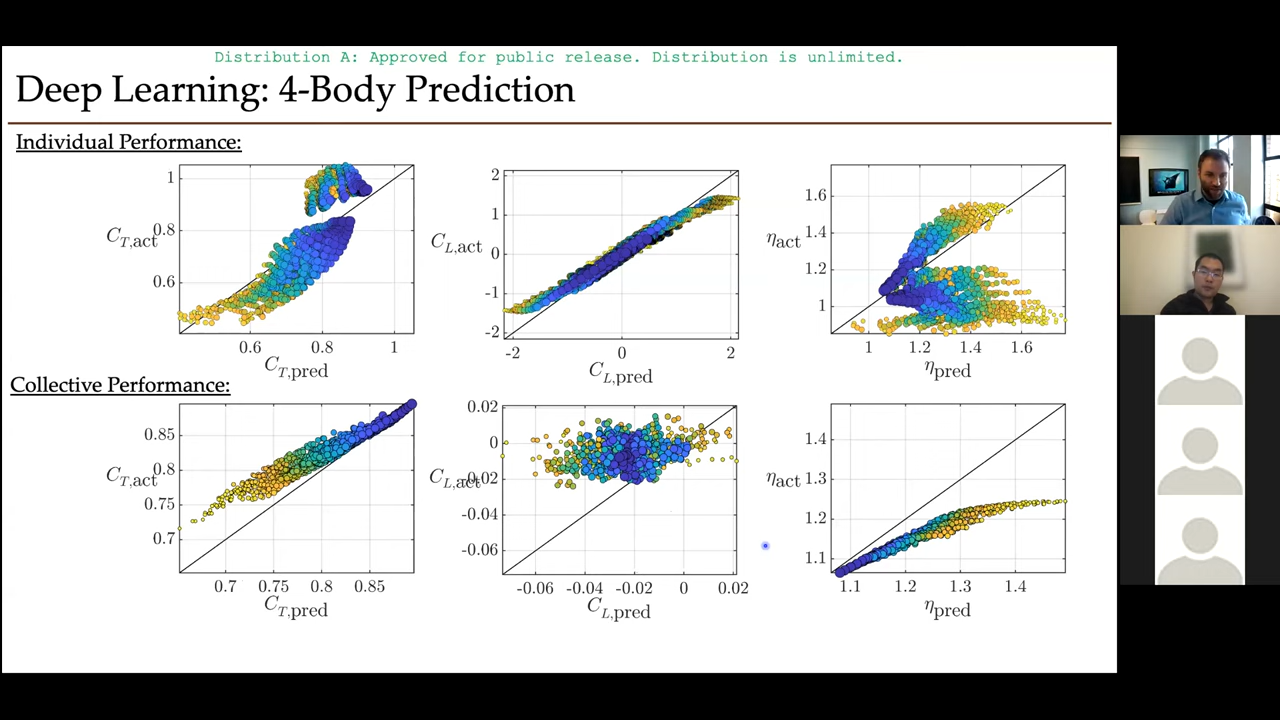 Distribution A: Approved for public release. Distribution is unlimited.
Deep Learning: 4-Body Prediction
Individual Performance:
1
0.8
0.6
C_T,act
0.6 0.8 1
C_T,pred
2
1
0
-1
-2
C_L,act
-2 0 2
C_L,pred
1.6
1.4
1.2
1
η_act
1 1.2 1.4 1.6
η_pred
Collective Performance:
0.85
0.8
0.75
0.7
C_T,act
0.7 0.75 0.8 0.85
C_T,pred
0.02
0
-0.02
-0.04
-0.06
C_L,act
-0.06 -0.04 -0.02 0 0.02
C_L,pred
1.4
1.3
1.2
1.1
η_act
1.1 1.2 1.3 1.4
η_pred